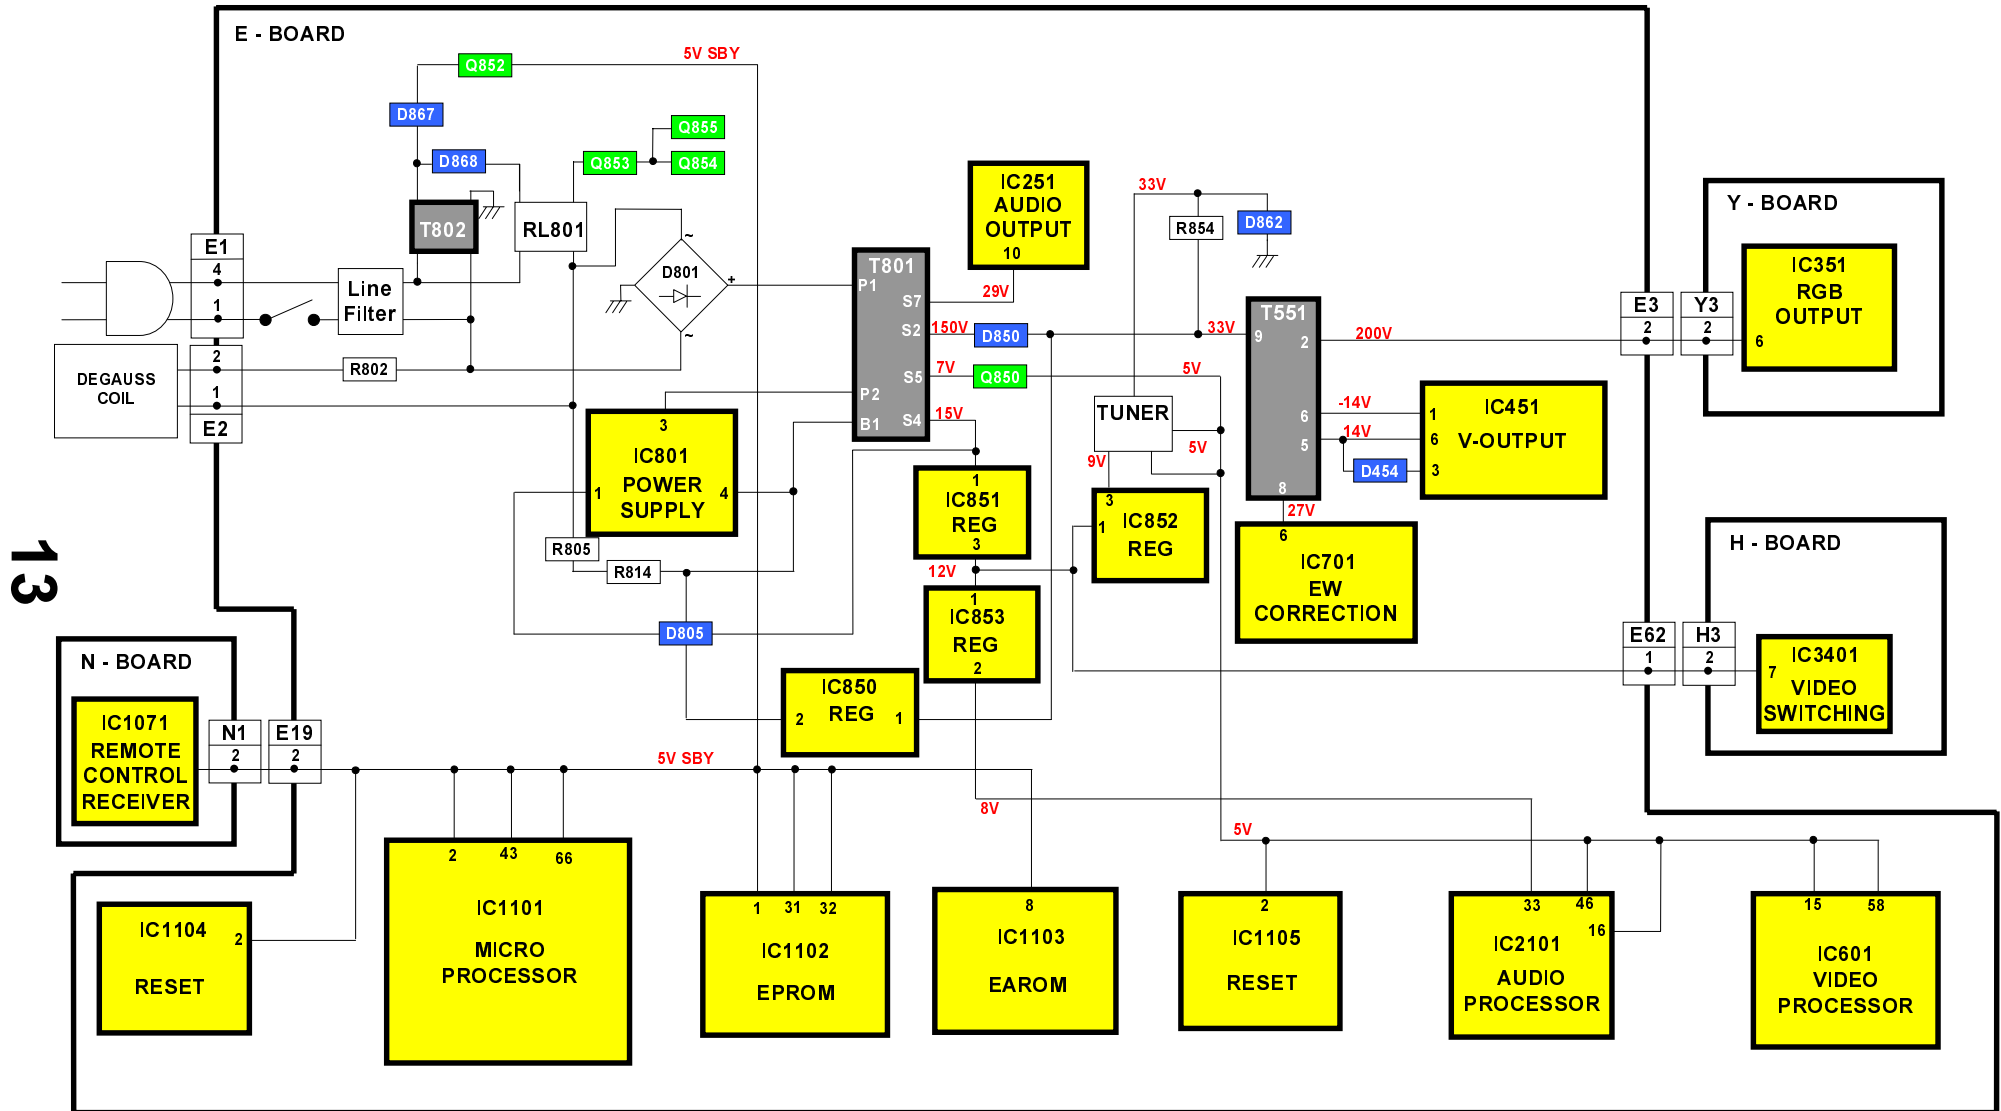 E - BOARD
5V SBY
Q852
D867
Q855
D868
Q853
Q854
T802
RL801
E1
4
1
Line
Filter
D801
~
+
~
2
1
E2
R802
DEGAUSS
COIL
IC251
AUDIO
OUTPUT
10
T801
P1
S7
S2
S5
P2
S4
B1
29V
150V
D850
7V
Q850
15V
33V
R854
D862
33V
5V
T551
9
2
6
5
8
200V
-14V
14V
D454
27V
TUNER
5V
9V
E3
2
Y3
2
Y - BOARD
IC351
RGB
OUTPUT
6
IC451
V-OUTPUT
1
6
3
3
IC801
POWER
SUPPLY
1
4
R805
R814
D805
1
IC851
REG
3
12V
1
IC853
REG
2
3
1
IC852
REG
6
IC701
EW
CORRECTION
H - BOARD
E62
1
H3
2
IC3401
7
VIDEO
SWITCHING
13
N - BOARD
IC1071
REMOTE
CONTROL
RECEIVER
N1
2
E19
2
IC850
REG
2
1
5V SBY
8V
5V
IC1104
2
RESET
2
43
66
IC1101
MICRO
PROCESSOR
1
31
32
IC1102
EPROM
8
IC1103
EAROM
2
IC1105
RESET
33
46
16
IC2101
AUDIO
PROCESSOR
15
58
IC601
VIDEO
PROCESSOR